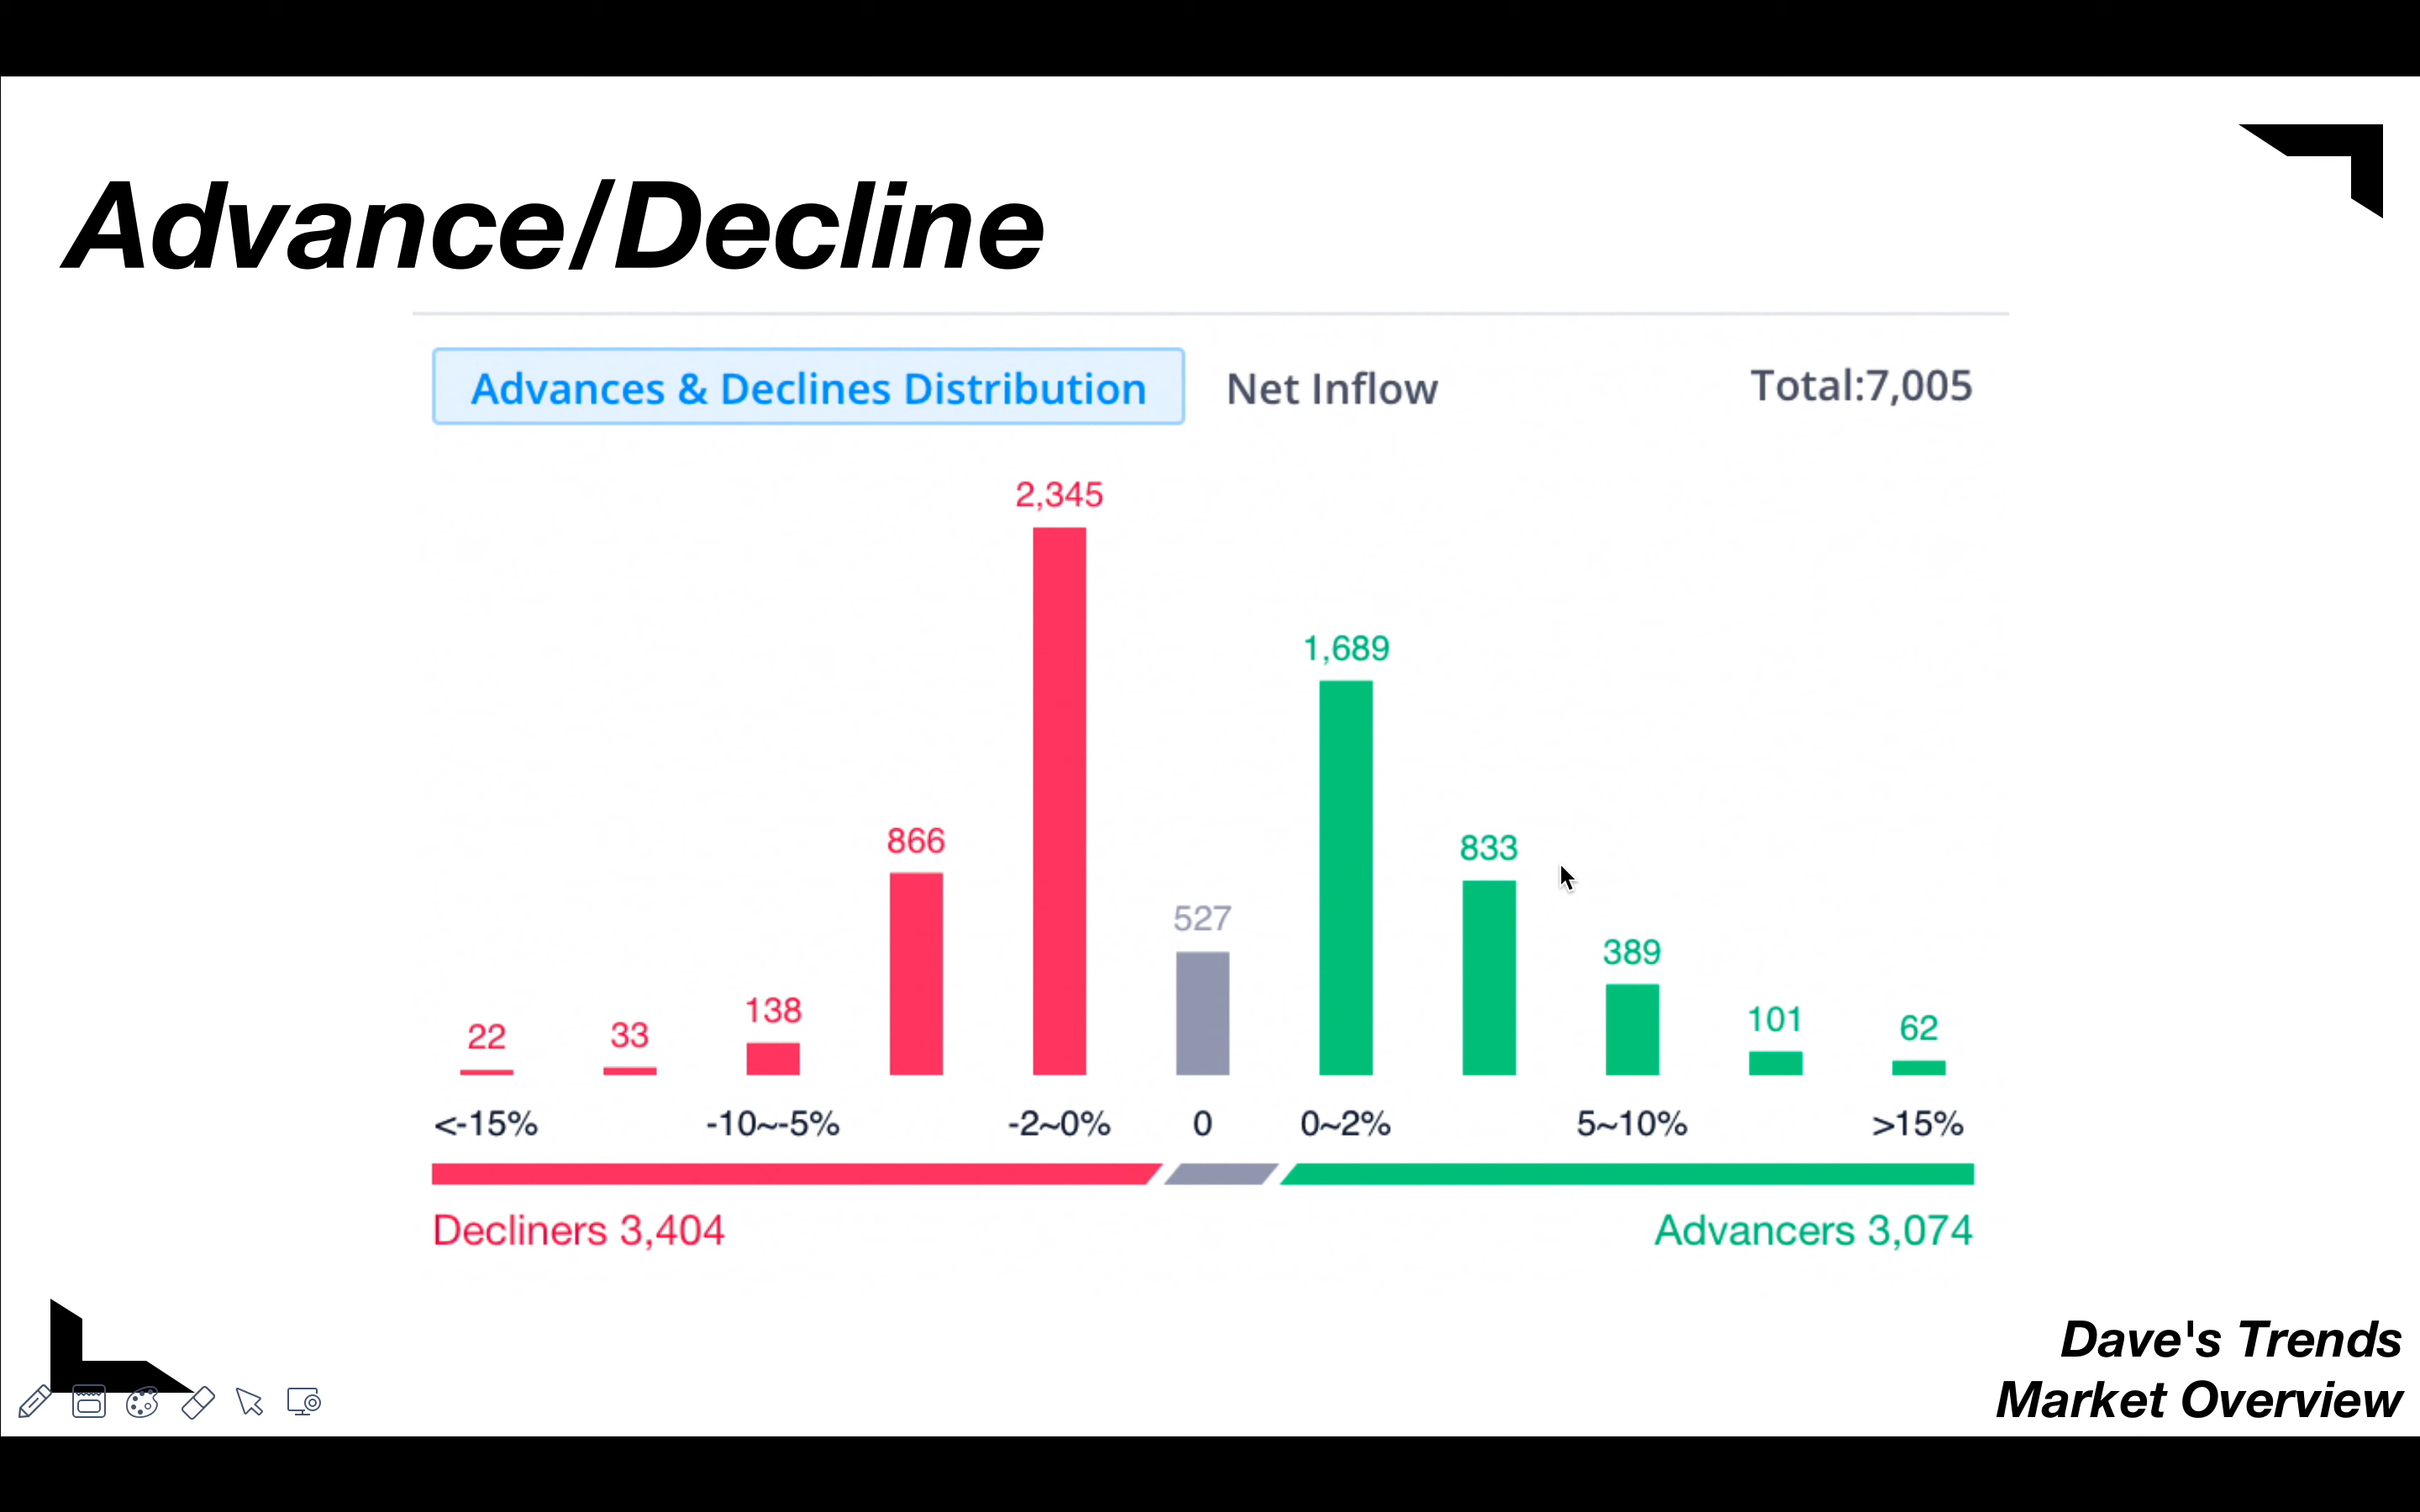 Advance/Decline
Advances & Declines Distribution Net Inflow Total:7,005
2,345
1,689
866
833
527
389
138
101
62
33
22
<-15% -10~-5% -2~0% 0 0~2% 5~10% >15%
Decliners 3,404 Advancers 3,074
Dave's Trends
Market Overview